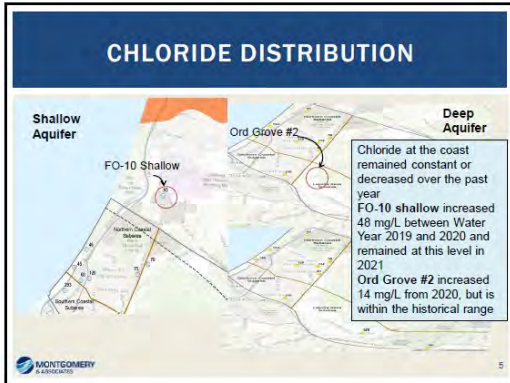 CHLORIDE DISTRIBUTION
Shallow
Aquifer
Deep
Aquifer
Ord Grove #2
FO-10 Shallow
Chloride at the coast
remained constant or
decreased over the past
year
FO-10 shallow increased
48 mg/L between Water
Year 2019 and 2020 and
remained at this level in
2021
Ord Grove #2 increased
14 mg/L from 2020, but is
within the historical range
Northern Coastal
Subarea
Southern Coastal
Subarea
MONTGOMERY
& ASSOCIATES
5